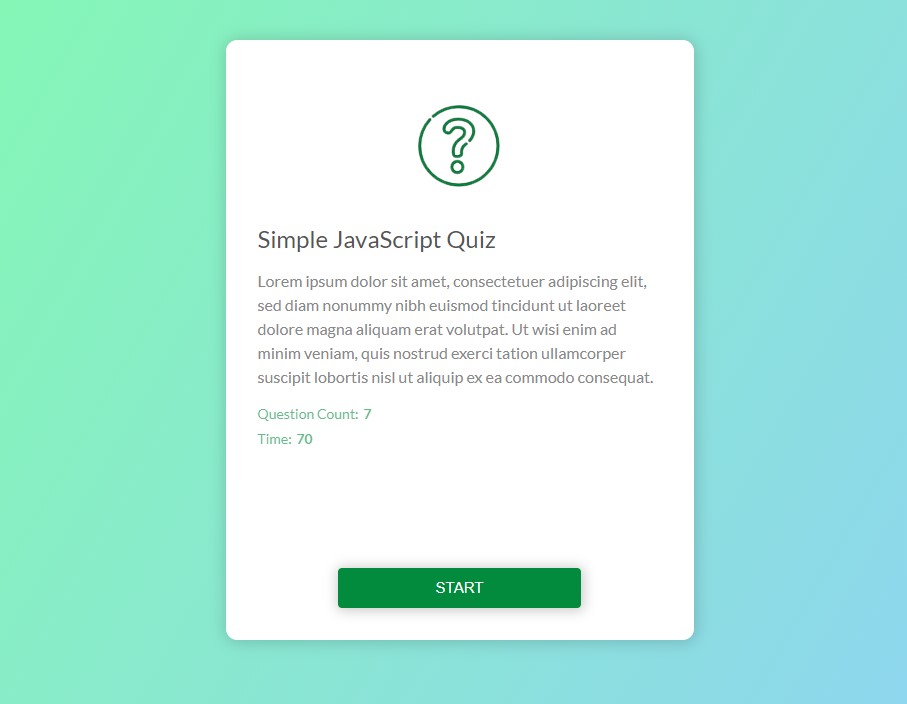 Simple JavaScript Quiz
Lorem ipsum dolor sit amet, consectetuer adipiscing elit,
sed diam nonummy nibh euismod tincidunt ut laoreet
dolore magna aliquam erat volutpat. Ut wisi enim ad
minim veniam, quis nostrud exerci tation ullamcorper
suscipit lobortis nisl ut aliquip ex ea commodo consequat.
Question Count: 7
Time: 70
START